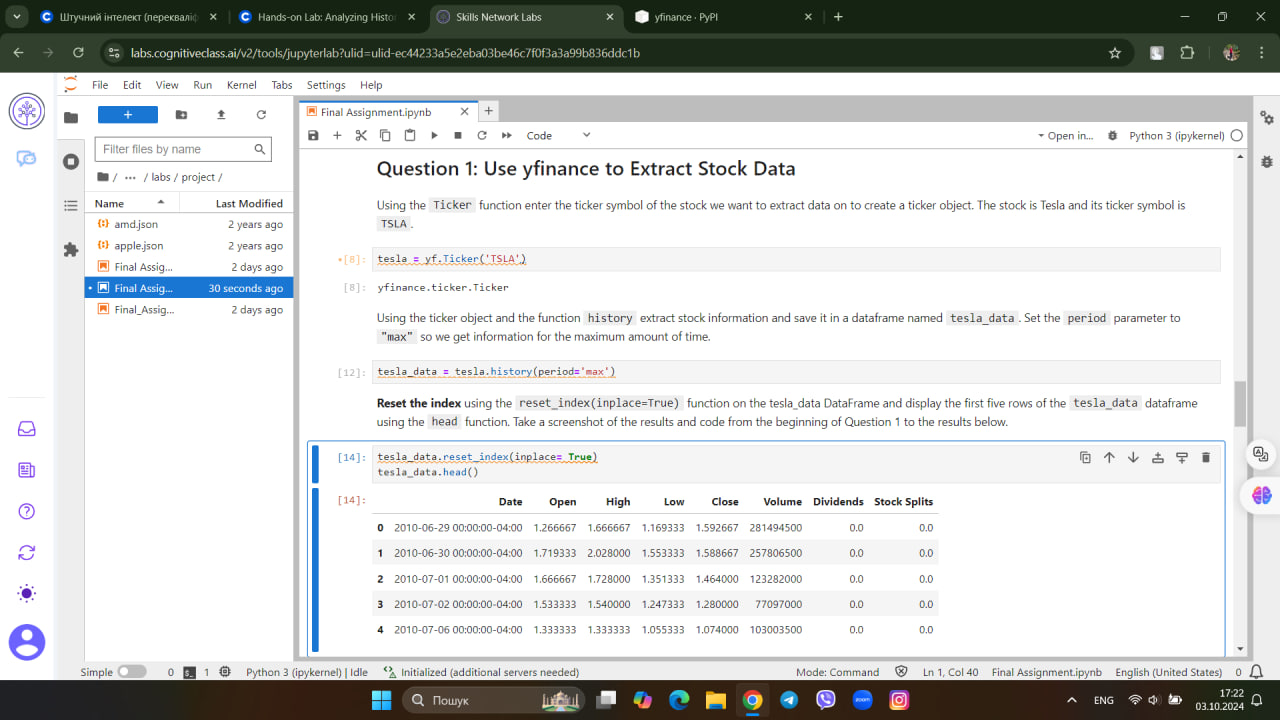 Штучний інтелект (перекваліф
Hands-on Lab: Analyzing Histo
Skills Network Labs
yfinance · PyPI
labs.cognitiveclass.ai/v2/tools/jupyterlab?ulid=ulid-ec44233a5e2eba03be46c7f0f3a3a99b836ddc1b
File Edit View Run Kernel Tabs Settings Help
Filter files by name
/ ··· / labs / project /
Name Last Modified
amd.json 2 years ago
apple.json 2 years ago
Final Assig... 2 days ago
Final Assig... 30 seconds ago
Final_Assig... 2 days ago
Final Assignment.ipynb
Code
Open in...
Python 3 (ipykernel)
Question 1: Use yfinance to Extract Stock Data
Using the Ticker function enter the ticker symbol of the stock we want to extract data on to create a ticker object. The stock is Tesla and its ticker symbol is
TSLA .
*[8]: tesla = yf.Ticker('TSLA')
[8]: yfinance.ticker.Ticker
Using the ticker object and the function history extract stock information and save it in a dataframe named tesla_data . Set the period parameter to
"max" so we get information for the maximum amount of time.
[12]: tesla_data = tesla.history(period='max')
Reset the index using the reset_index(inplace=True) function on the tesla_data DataFrame and display the first five rows of the tesla_data dataframe
using the head function. Take a screenshot of the results and code from the beginning of Question 1 to the results below.
[14]: tesla_data.reset_index(inplace= True)
tesla_data.head()
[14]: Date Open High Low Close Volume Dividends Stock Splits
0 2010-06-29 00:00:00-04:00 1.266667 1.666667 1.169333 1.592667 281494500 0.0 0.0
1 2010-06-30 00:00:00-04:00 1.719333 2.028000 1.553333 1.588667 257806500 0.0 0.0
2 2010-07-01 00:00:00-04:00 1.666667 1.728000 1.351333 1.464000 123282000 0.0 0.0
3 2010-07-02 00:00:00-04:00 1.533333 1.540000 1.247333 1.280000 77097000 0.0 0.0
4 2010-07-06 00:00:00-04:00 1.333333 1.333333 1.055333 1.074000 103003500 0.0 0.0
Simple 0 1 Python 3 (ipykernel) | Idle Initialized (additional servers needed) Mode: Command Ln 1, Col 40 Final Assignment.ipynb English (United States) 0
Пошук
zoom
ENG
17:22
03.10.2024